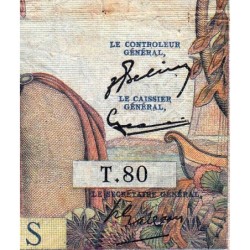 LE CONTROLEUR
GÉNÉRAL,
LE CAISSIER
GÉNÉRAL,
T.80
LE SECRÉTAIRE GÉNÉRAL,
S